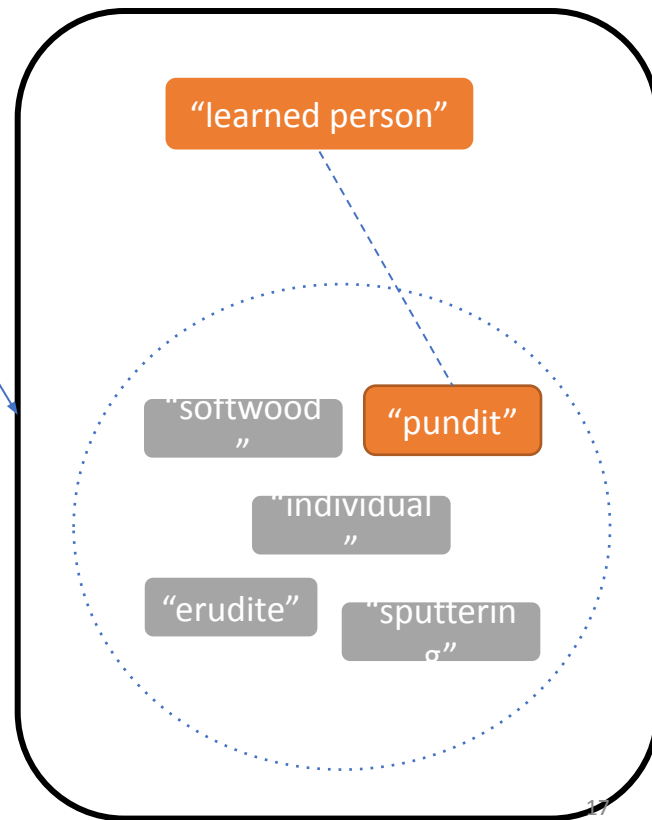 “learned person”
“softwood
”
“pundit”
“individual
”
“erudite”
“sputterin
g”
17